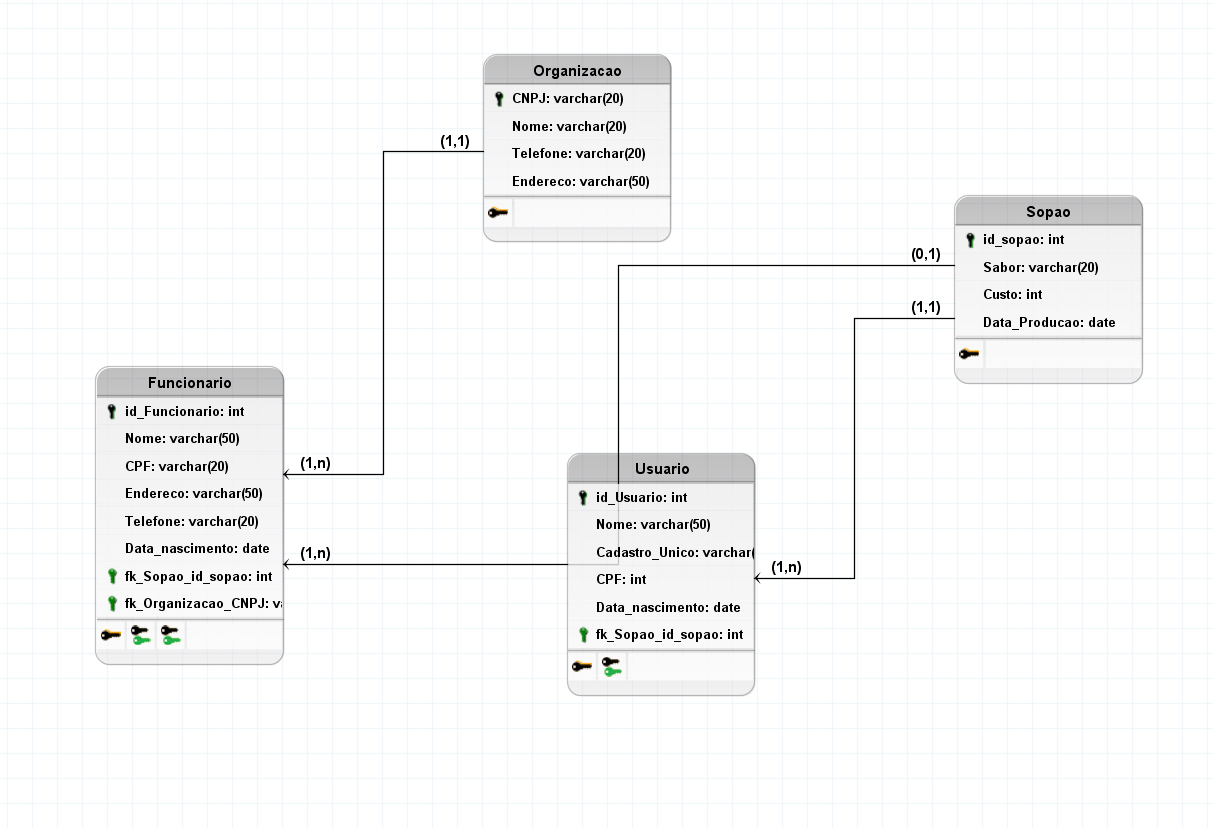 Organizacao
CNPJ: varchar(20)
Nome: varchar(20)
Telefone: varchar(20)
Endereco: varchar(50)
(1,1)
Sopao
id_sopao: int
Sabor: varchar(20)
Custo: int
Data_Producao: date
(0,1)
(1,1)
Funcionario
id_Funcionario: int
Nome: varchar(50)
CPF: varchar(20)
Endereco: varchar(50)
Telefone: varchar(20)
Data_nascimento: date
fk_Sopao_id_sopao: int
fk_Organizacao_CNPJ:
(1,n)
(1,n)
Usuario
id_Usuario: int
Nome: varchar(50)
Cadastro_Unico: varchar(
CPF: int
Data_nascimento: date
fk_Sopao_id_sopao: int
(1,n)